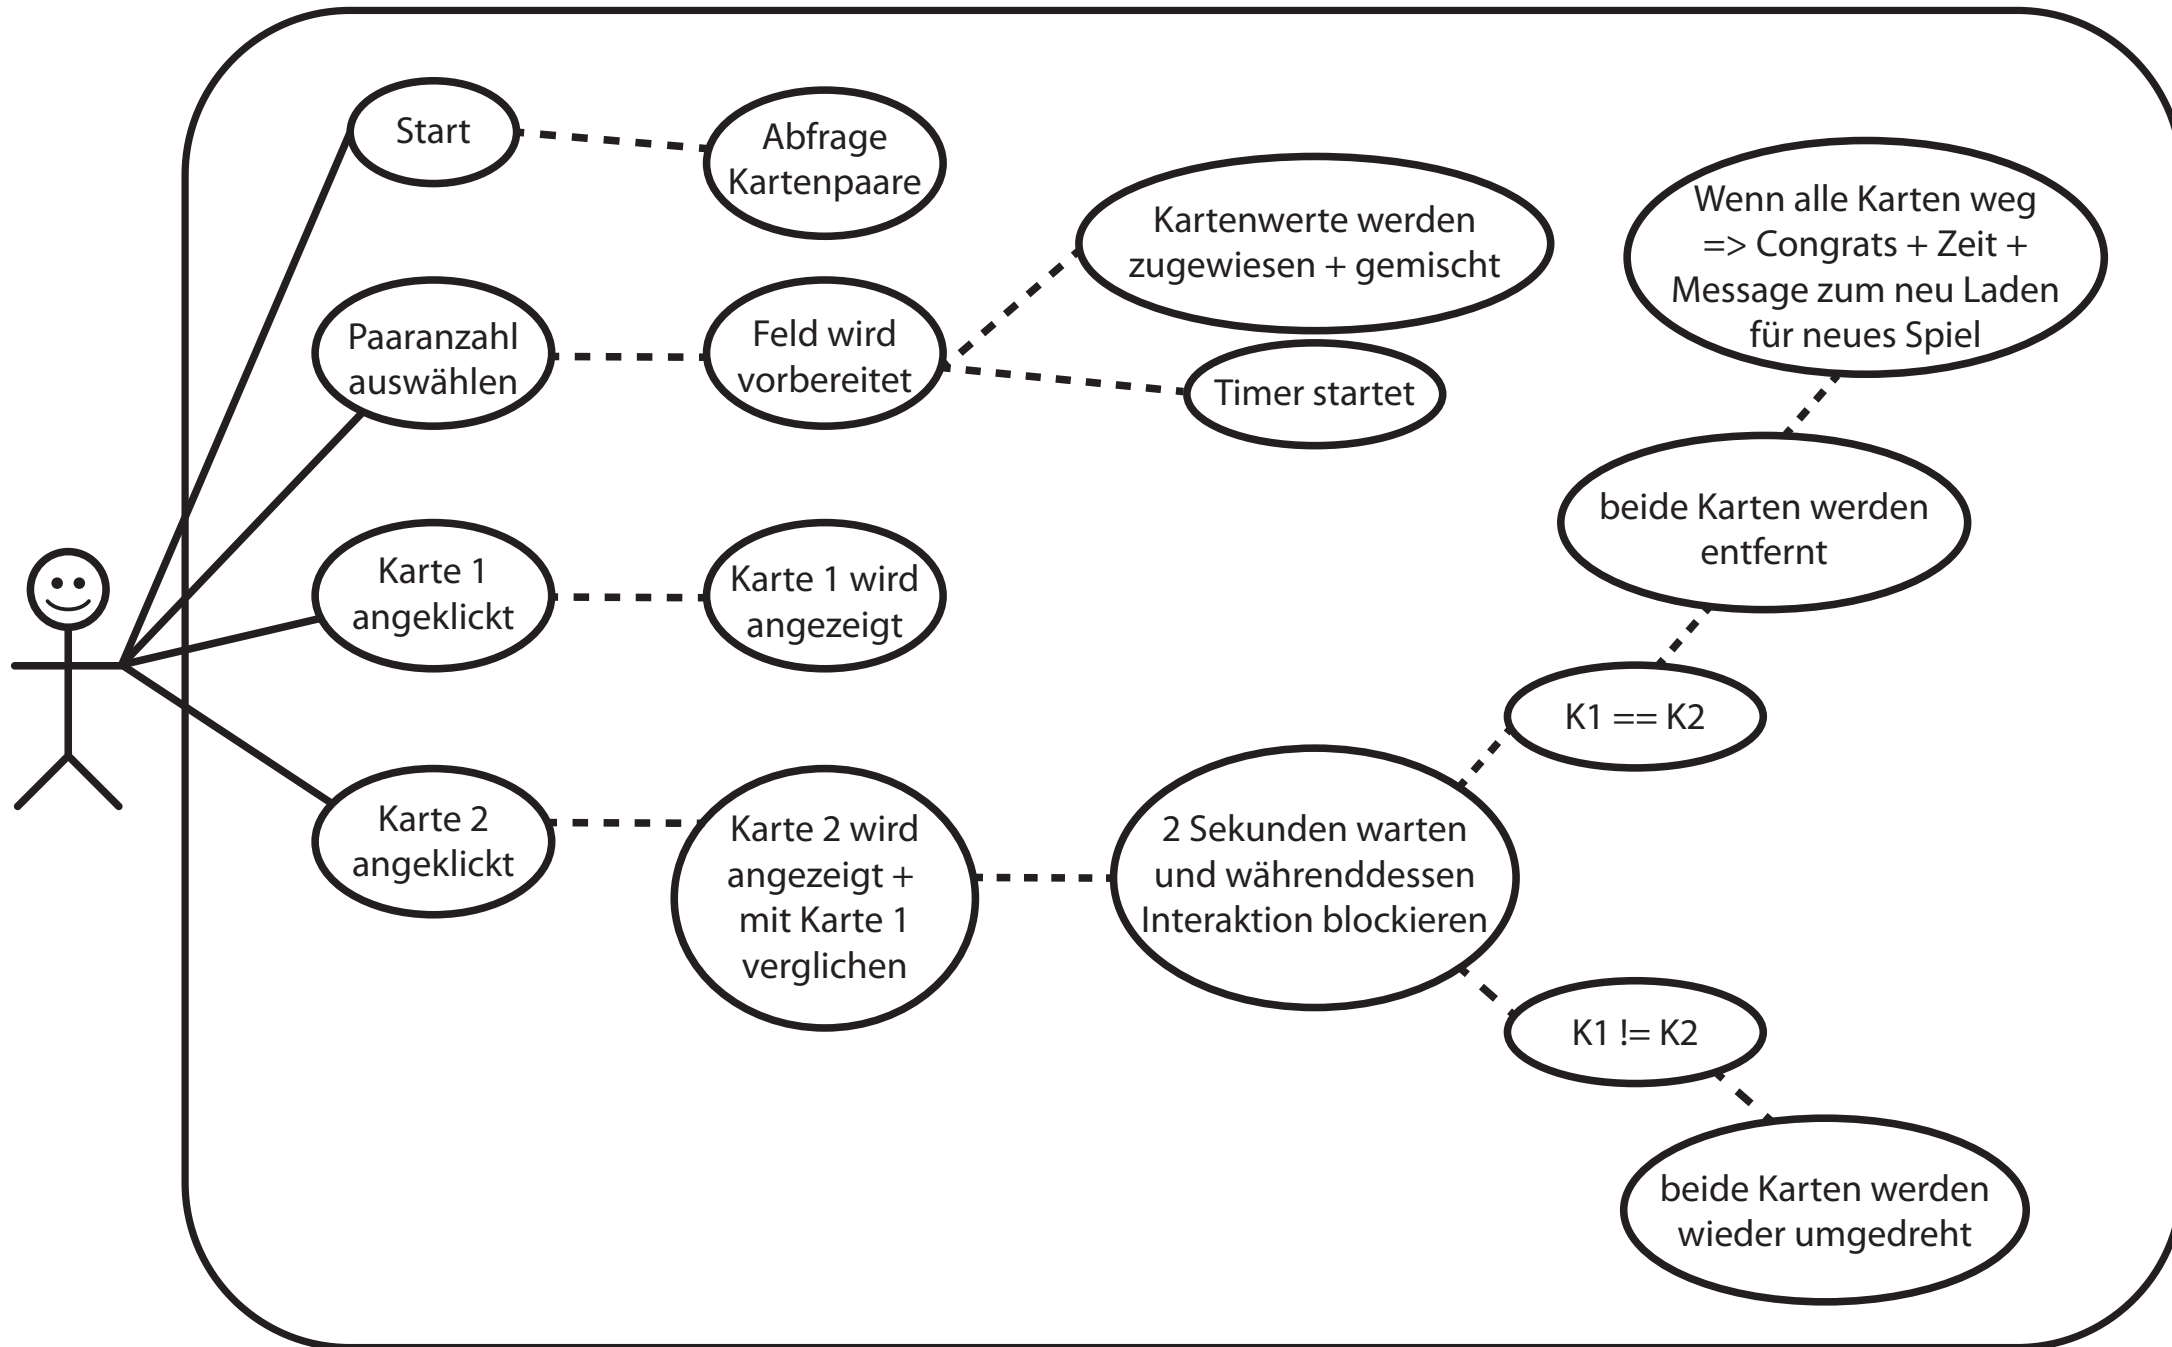 Start
Abfrage
Kartenpaare
Paaranzahl
auswählen
Feld wird
vorbereitet
Kartenwerte werden
zugewiesen + gemischt
Timer startet
Karte 1
angeklickt
Karte 1 wird
angezeigt
Karte 2
angeklickt
Karte 2 wird
angezeigt +
mit Karte 1
verglichen
2 Sekunden warten
und währenddessen
Interaktion blockieren
K1 == K2
beide Karten werden
entfernt
Wenn alle Karten weg
=> Congrats + Zeit +
Message zum neu Laden
für neues Spiel
K1 != K2
beide Karten werden
wieder umgedreht